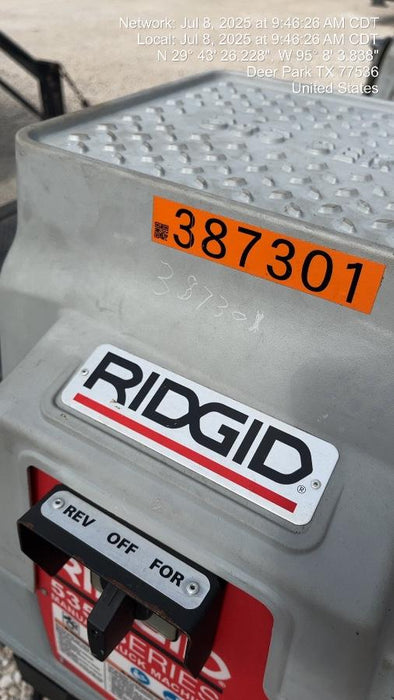 Network: Jul 8, 2025 at 9:46:26 AM CDT
Local: Jul 8, 2025 at 9:46:26 AM CDT
N 29° 43' 26.228", W 95° 8' 3.838"
Deer Park TX 77536
United States
387301
387301
RIDGID®
REV OFF FOR
RIDGID
SERIES